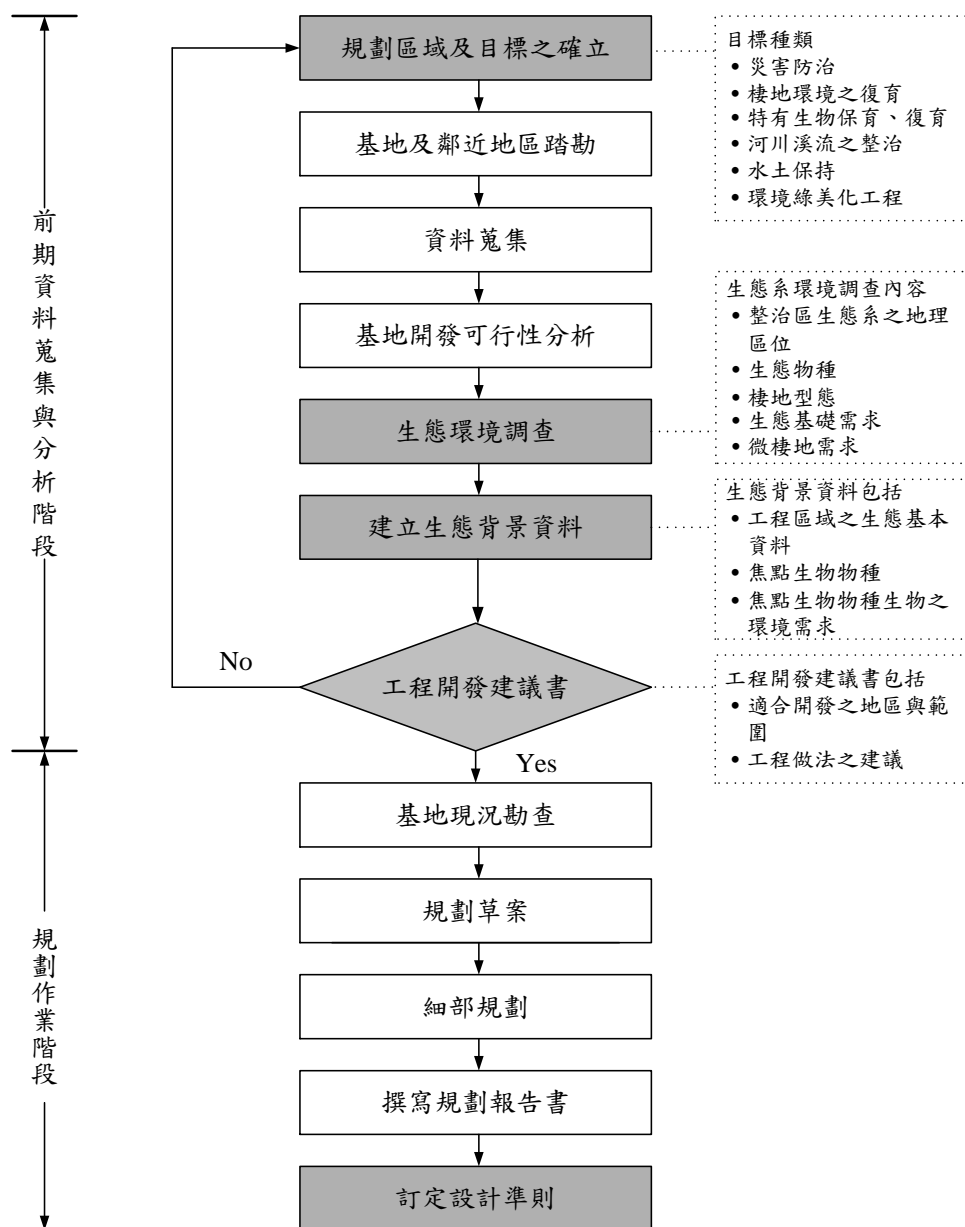 規劃區域及目標之確立
基地及鄰近地區踏勘
資料蒐集
基地開發可行性分析
生態環境調查
建立生態背景資料
工程開發建議書
No
Yes
基地現況勘查
規劃草案
細部規劃
撰寫規劃報告書
訂定設計準則
前期資料蒐集與分析階段
規劃作業階段
目標種類
• 災害防治
• 棲地環境之復育
• 特有生物保育、復育
• 河川溪流之整治
• 水土保持
• 環境綠美化工程
生態系環境調查內容
• 整治區生態系之地理
區位
• 生態物種
• 棲地型態
• 生態基礎需求
• 微棲地需求
生態背景資料包括
• 工程區域之生態基本
資料
• 焦點生物物種
• 焦點生物物種生物之
環境需求
工程開發建議書包括
• 適合開發之地區與範
圍
• 工程做法之建議